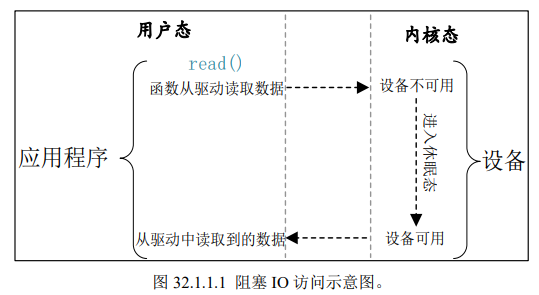 用户态
内核态
read()
函数从驱动读取数据
设备不可用
进入休眠态
应用程序
设备
从驱动中读取到的数据
设备可用
图 32.1.1.1 阻塞 IO 访问示意图。